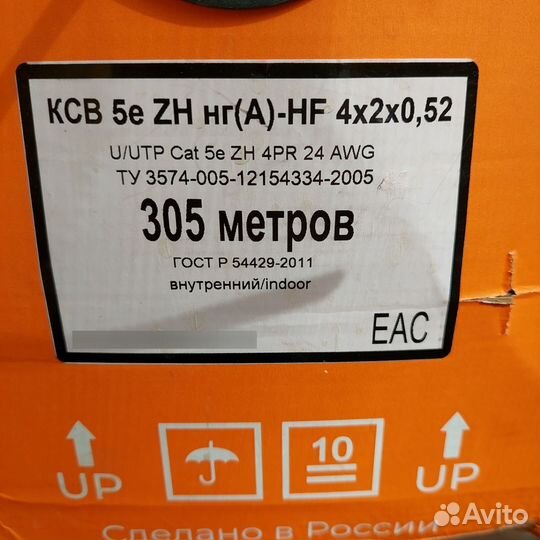 КСВ 5е ZH нг(А)-HF 4х2х0,52
U/UTP Cat 5e ZH 4PR 24 AWG
ТУ 3574-005-12154334-2005
305 метров
ГОСТ Р 54429-2011
внутренний/indoor
EAC
UP
10
UP
Сделано в России
Avito